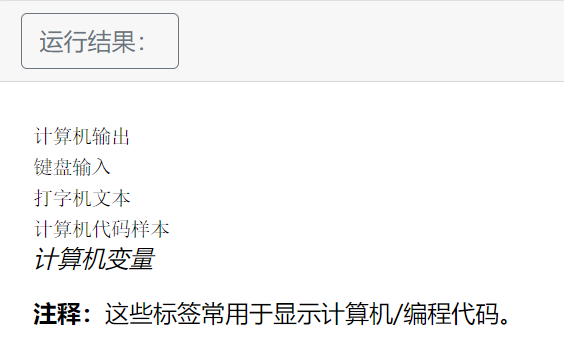 运行结果：
计算机输出
键盘输入
打字机文本
计算机代码样本
计算机变量
注释：这些标签常用于显示计算机/编程代码。